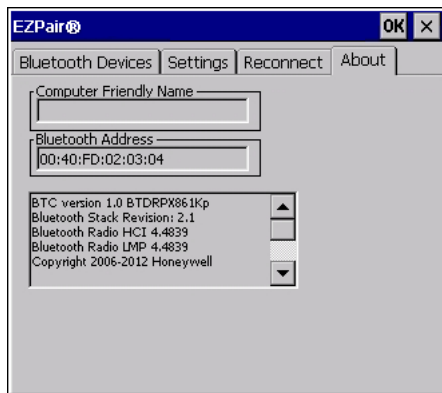 EZPair® OK ×
Bluetooth Devices Settings Reconnect About
Computer Friendly Name
Bluetooth Address
00:40:FD:02:03:04
BTC version 1.0 BTDRPX861Kp
Bluetooth Stack Revision: 2.1
Bluetooth Radio HCI 4.4839
Bluetooth Radio LMP 4.4839
Copyright 2006-2012 Honeywell